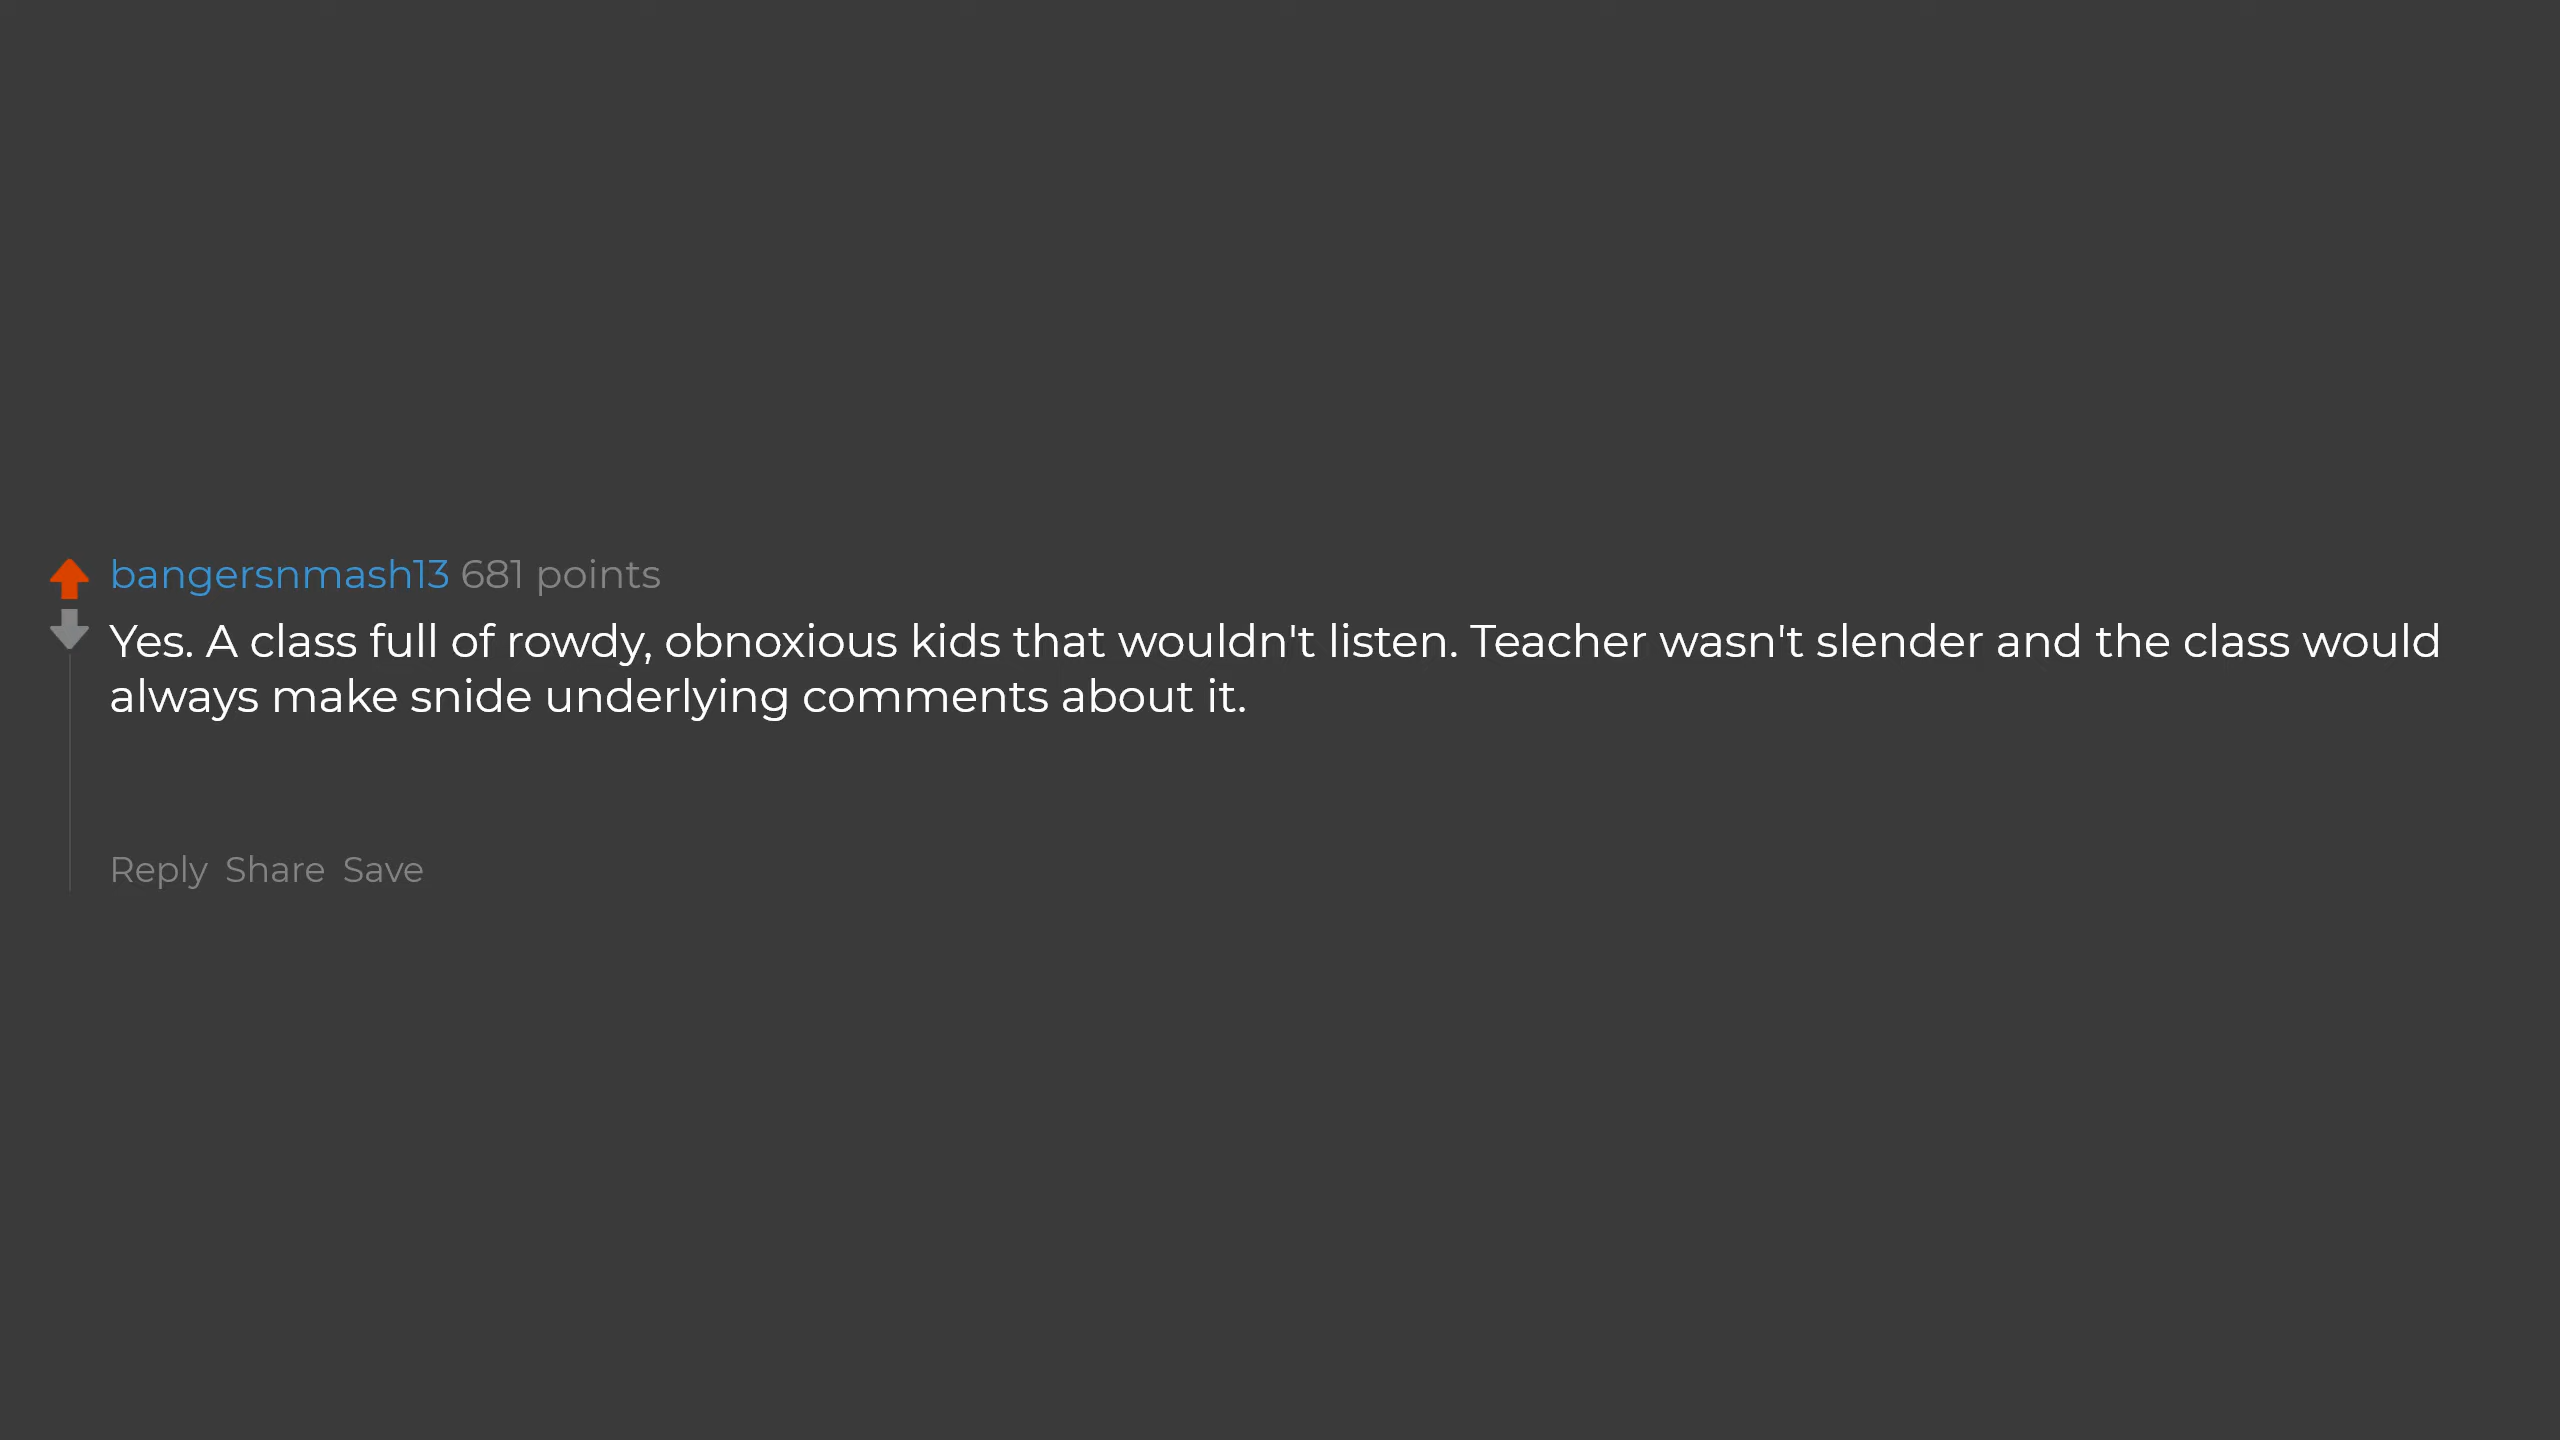 bangersnmash13 681 points
Yes. A class full of rowdy, obnoxious kids that wouldn't listen. Teacher wasn't slender and the class would
always make snide underlying comments about it.
Reply Share Save